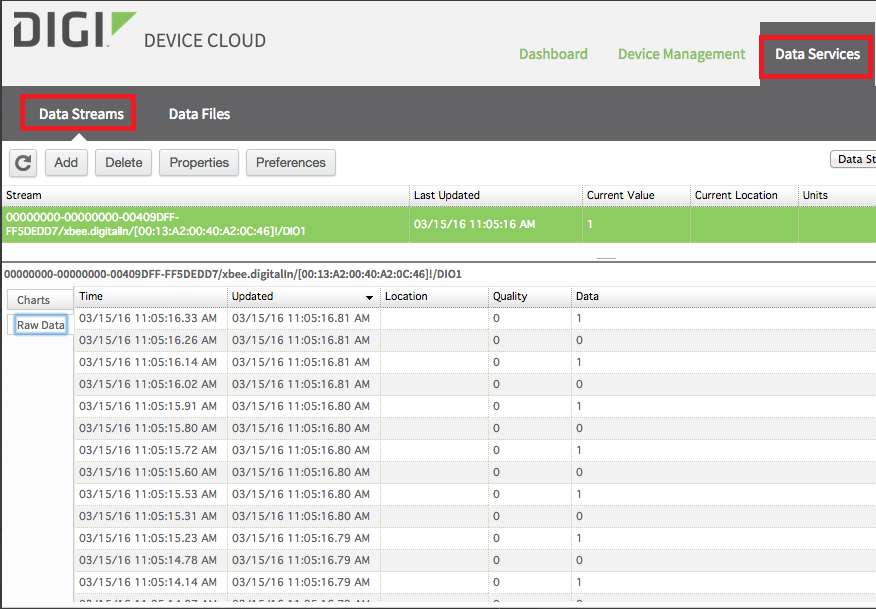 DIGI DEVICE CLOUD
Dashboard Device Management Data Services
Data Streams Data Files
Add Delete Properties Preferences Data St
Stream Last Updated Current Value Current Location Units
00000000-00000000-00409DFF-
FF5DEDD7/xbee.digitalIn/[00:13:A2:00:40:A2:0C:46]!/DIO1 03/15/16 11:05:16 AM 1
00000000-00000000-00409DFF-FF5DEDD7/xbee.digitalIn/[00:13:A2:00:40:A2:0C:46]!/DIO1
Charts
Raw Data
Time Updated Location Quality Data
03/15/16 11:05:16.33 AM 03/15/16 11:05:16.81 AM 0 1
03/15/16 11:05:16.26 AM 03/15/16 11:05:16.81 AM 0 0
03/15/16 11:05:16.14 AM 03/15/16 11:05:16.81 AM 0 1
03/15/16 11:05:16.02 AM 03/15/16 11:05:16.81 AM 0 0
03/15/16 11:05:15.91 AM 03/15/16 11:05:16.80 AM 0 1
03/15/16 11:05:15.80 AM 03/15/16 11:05:16.80 AM 0 0
03/15/16 11:05:15.72 AM 03/15/16 11:05:16.80 AM 0 1
03/15/16 11:05:15.60 AM 03/15/16 11:05:16.80 AM 0 0
03/15/16 11:05:15.53 AM 03/15/16 11:05:16.80 AM 0 1
03/15/16 11:05:15.31 AM 03/15/16 11:05:16.80 AM 0 0
03/15/16 11:05:15.23 AM 03/15/16 11:05:16.79 AM 0 1
03/15/16 11:05:14.78 AM 03/15/16 11:05:16.79 AM 0 0
03/15/16 11:05:14.14 AM 03/15/16 11:05:16.79 AM 0 1